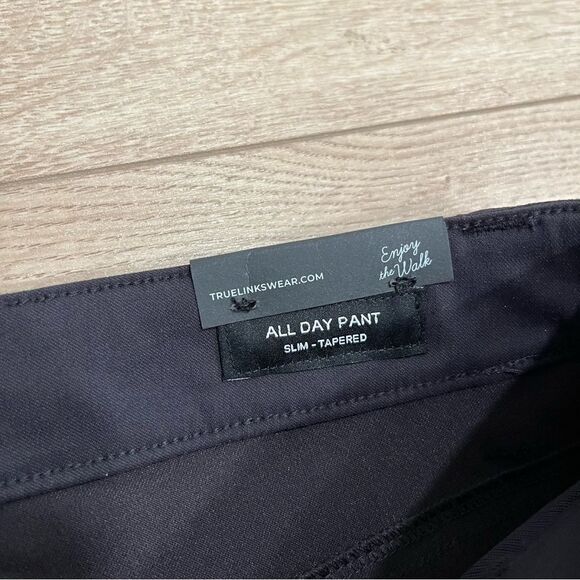 Enjoy
the Walk
TRUELINKSWEAR.COM
ALL DAY PANT
SLIM - TAPERED